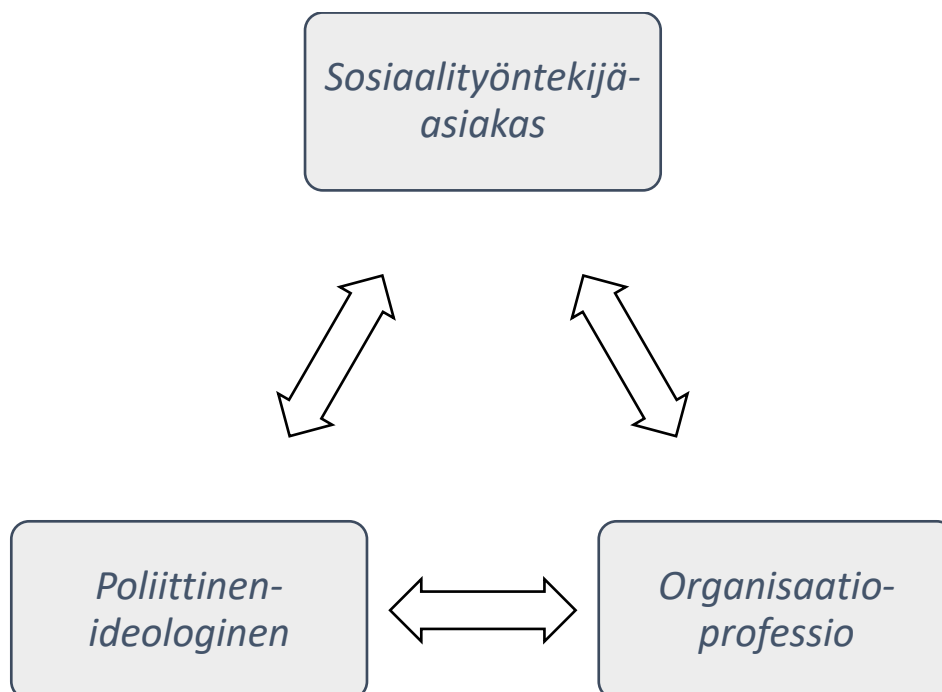 Sosiaalityöntekijä-
asiakas
Poliittinen-
ideologinen
Organisaatio-
professio